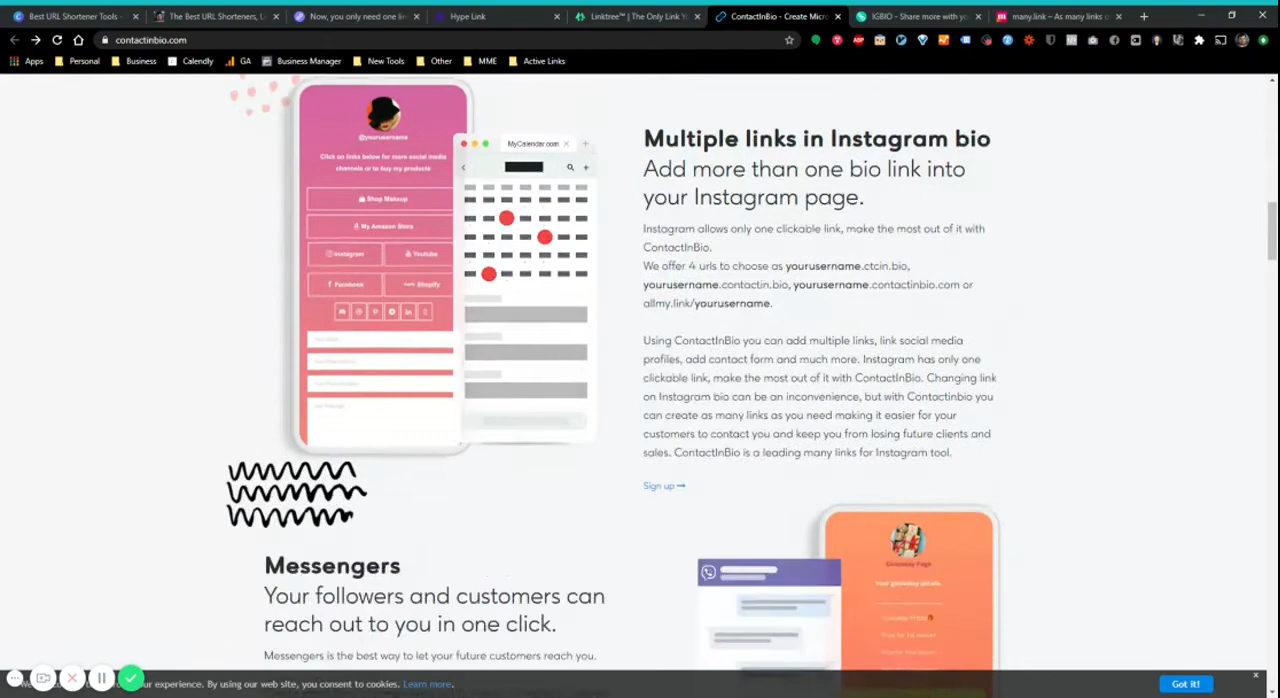 Best URL Shortener Tools -
The Best URL Shorteners, L
Now, you only need one lin
Hype Link
Linktree™ | The Only Link Y
ContactInBio - Create Micro
IGBIO - Share more with yo
many.link – As many links o
contactinbio.com
Apps
Personal
Business
Calendly
GA
Business Manager
New Tools
Other
MME
Active Links
@yourusername
Click on links below for more social media
channels or to buy my products
Shop Makeup
My Amazon Store
Instagram
Youtube
Facebook
Shopify
MyCalendar.com
Multiple links in Instagram bio
Add more than one bio link into
your Instagram page.
Instagram allows only one clickable link, make the most out of it with
ContactInBio.
We offer 4 urls to choose as yourusername.ctcin.bio,
yourusername.contactin.bio, yourusername.contactinbio.com or
allmy.link/yourusername.
Using ContactInBio you can add multiple links, link social media
profiles, add contact form and much more. Instagram has only one
clickable link, make the most out of it with ContactInBio. Changing link
on Instagram bio can be an inconvenience, but with Contactinbio you
can create as many links as you need making it easier for your
customers to contact you and keep you from losing future clients and
sales. ContactInBio is a leading many links for Instagram tool.
Sign up
Messengers
Your followers and customers can
reach out to you in one click.
Messengers is the best way to let your future customers reach you.
Giveaway Page
Your giveaway details.
ur experience. By using our web site, you consent to cookies. Learn more.
Got it!